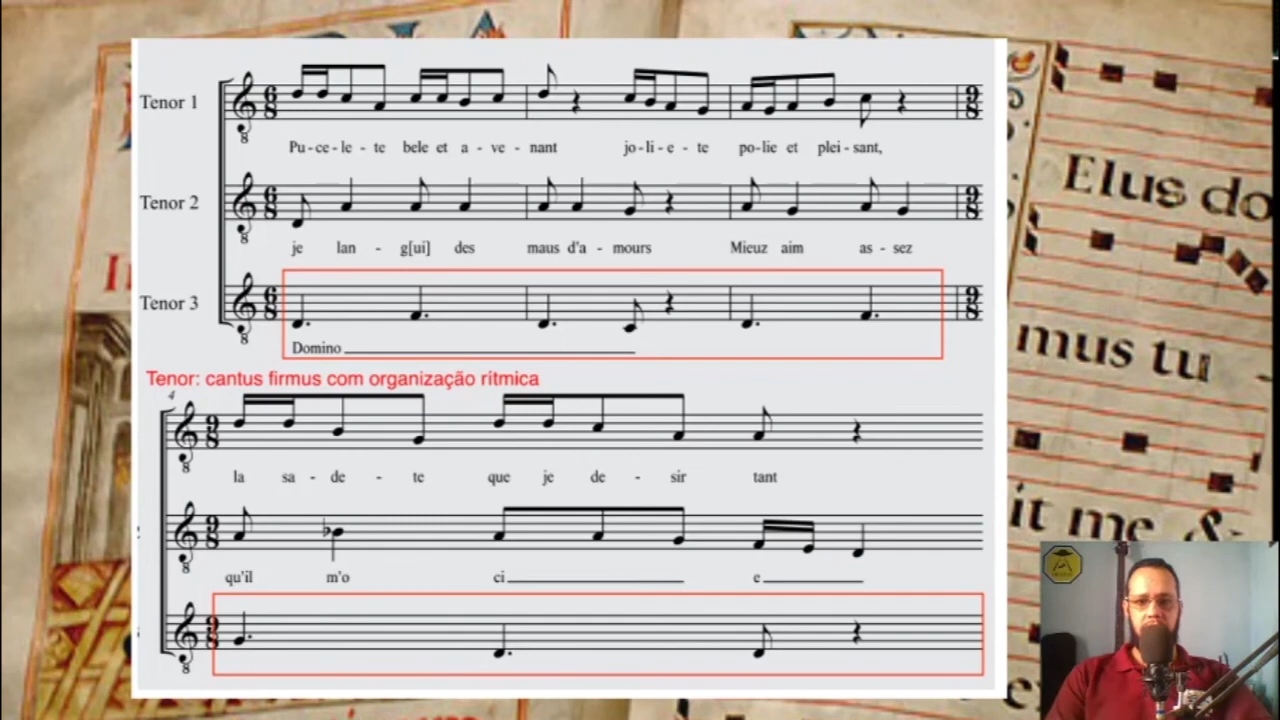 Tenor 1
Pu - ce - le - te bele et a - ve - nant jo - li - e - te po - lie et plei - sant,
Tenor 2
je lan - g[ui] des maus d'a - mours Mieuz aim as - sez
Tenor 3
Domino
Tenor: cantus firmus com organização rítmica
4
la sa - de - te que je de - sir tant
qu'il m'o ci e
Elus do
mus tu
it me &